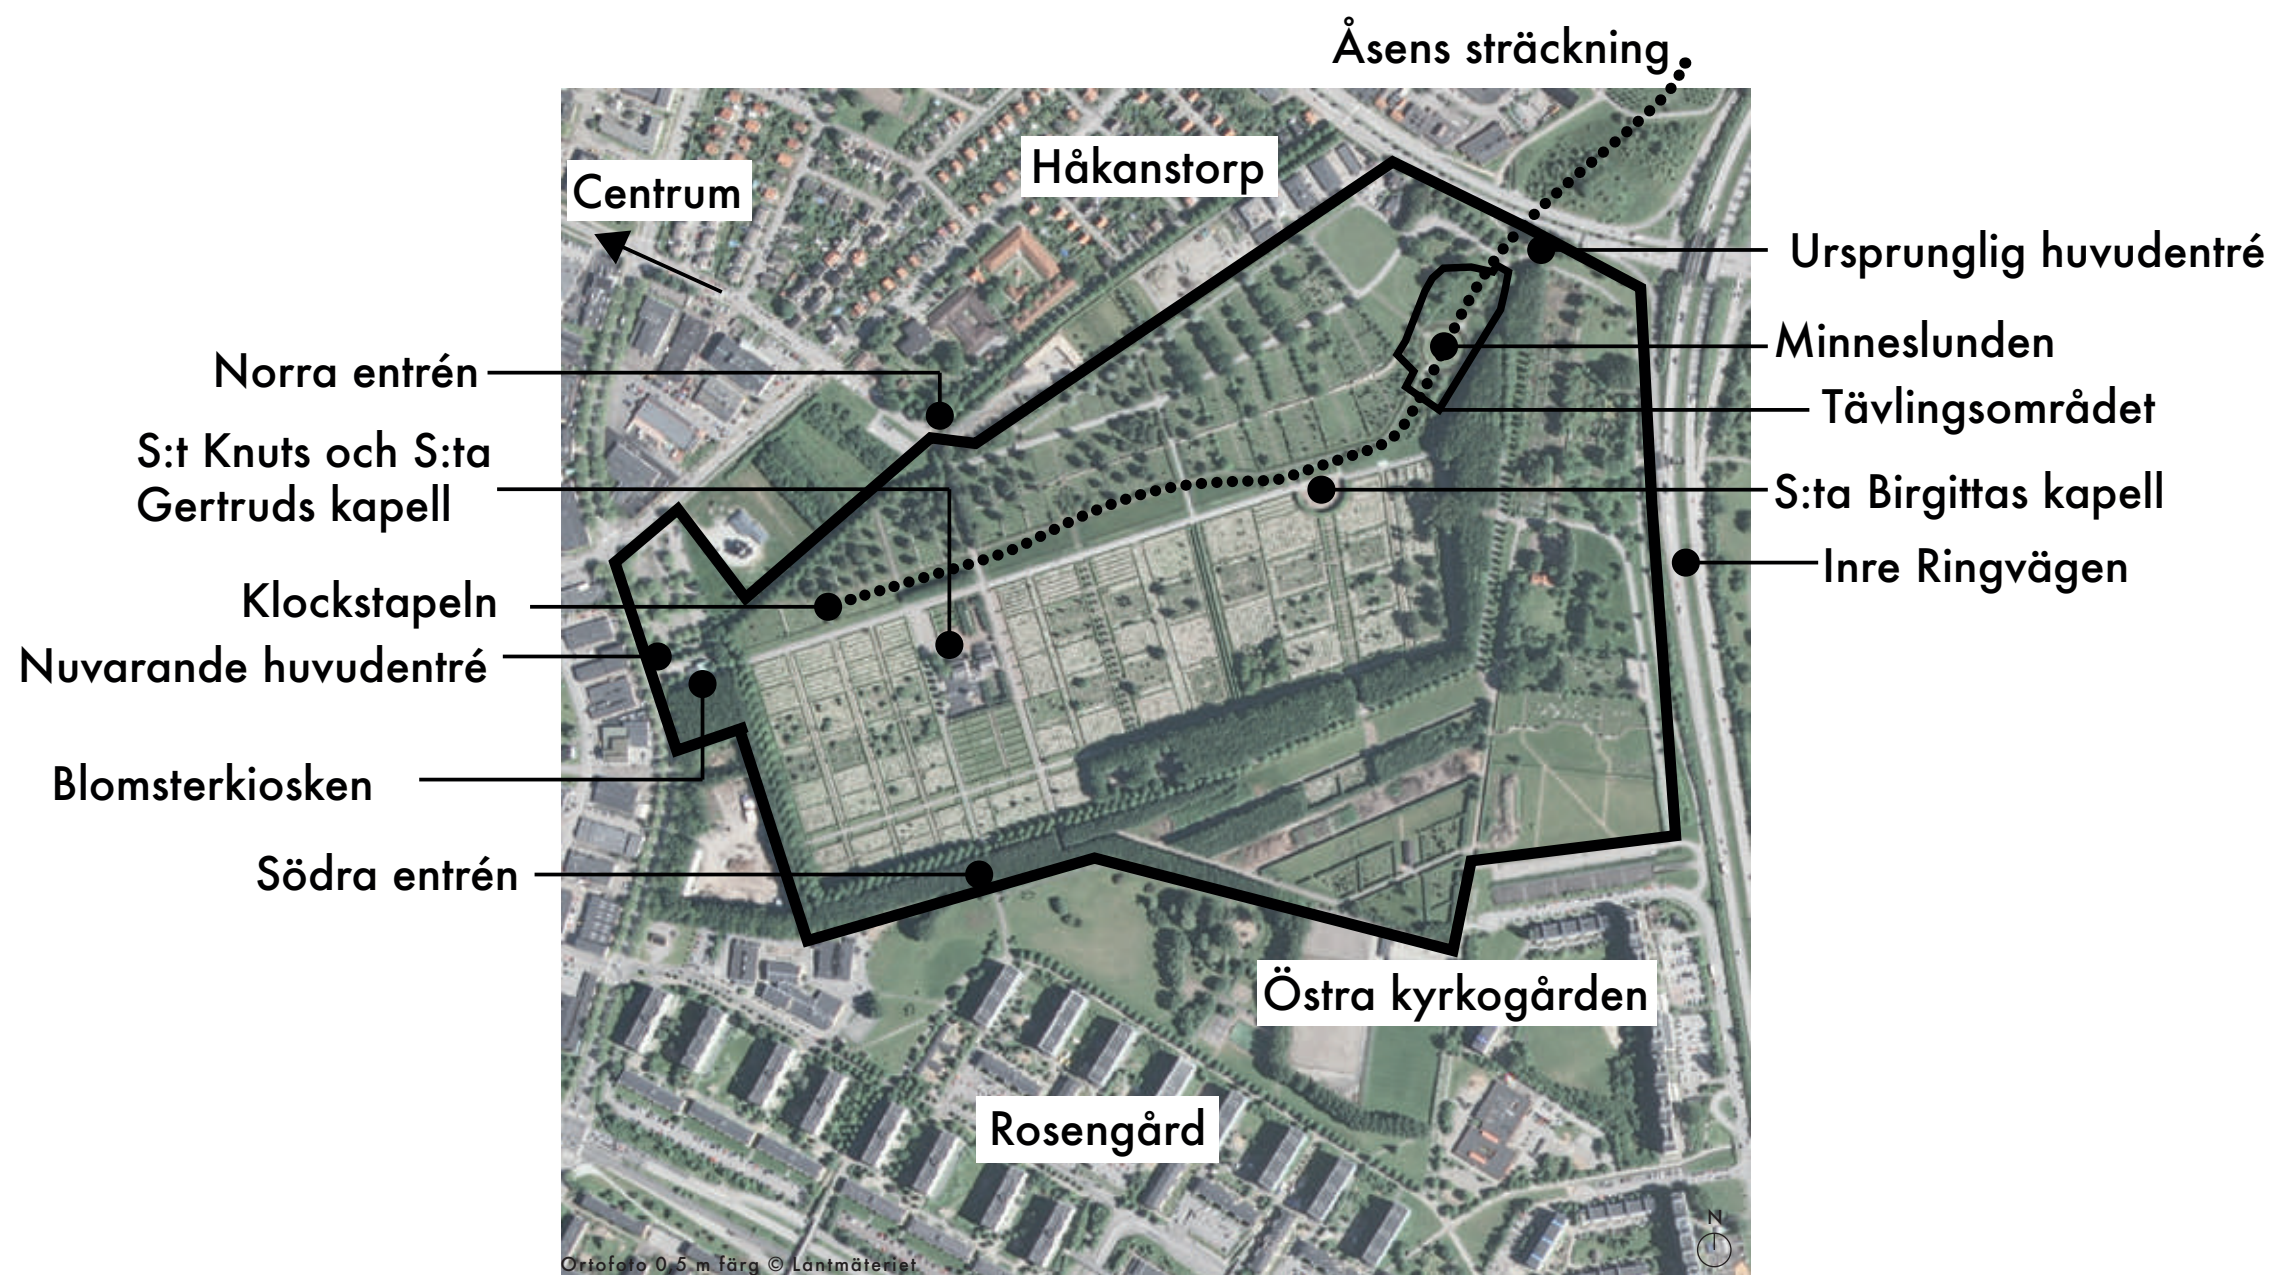 Åsens sträckning
Håkanstorp
Centrum
Ursprunglig huvudentré
Minneslunden
Norra entrén
Tävlingsområdet
S:t Knuts och S:ta
Gertruds kapell
S:ta Birgittas kapell
Inre Ringvägen
Klockstapeln
Nuvarande huvudentré
Blomsterkiosken
Södra entrén
Östra kyrkogården
Rosengård
N
Ortofoto 0,5 m färg © Lantmäteriet